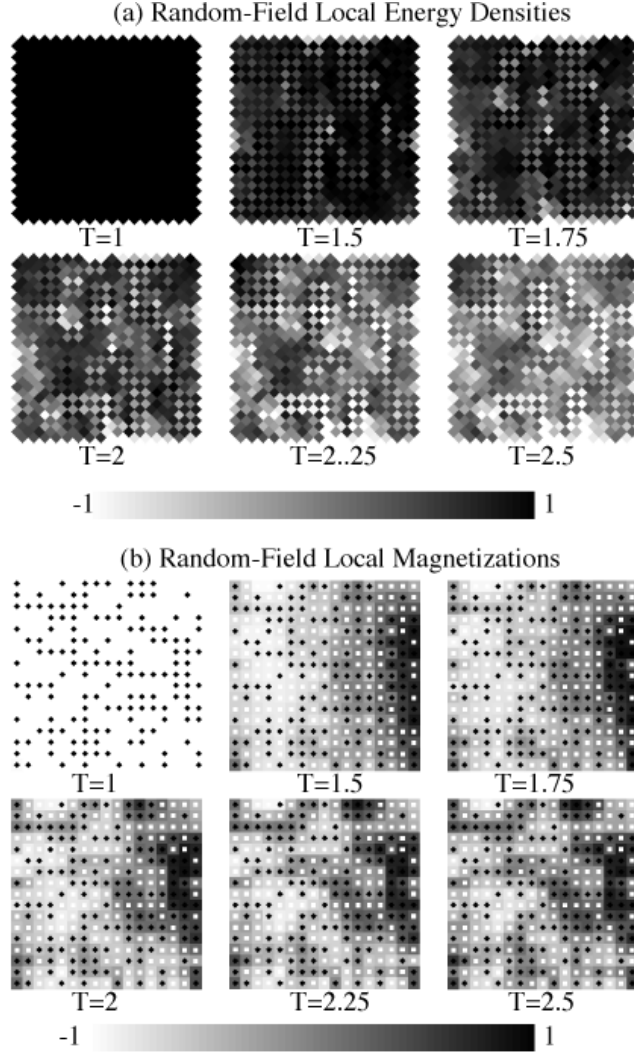 (a) Random-Field Local Energy Densities
T=1 T=1.5 T=1.75
T=2 T=2..25 T=2.5
-1 1
(b) Random-Field Local Magnetizations
T=1 T=1.5 T=1.75
T=2 T=2.25 T=2.5
-1 1